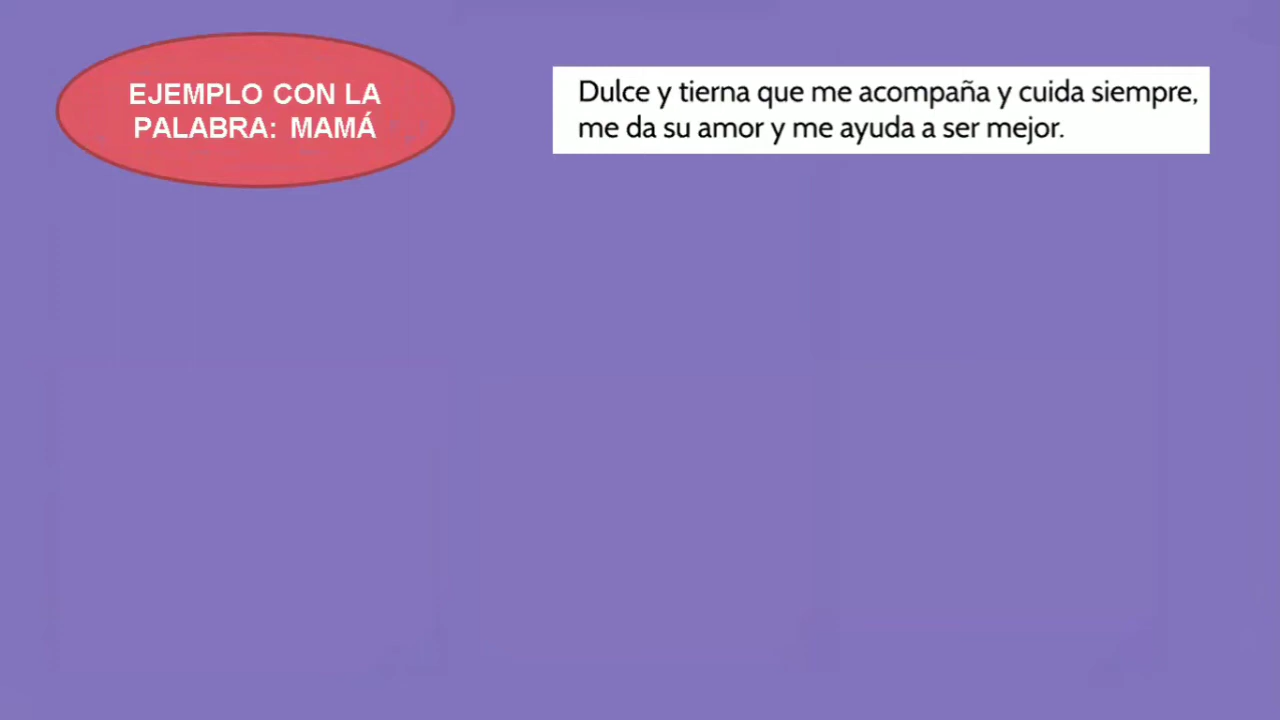 EJEMPLO CON LA
PALABRA: MAMÁ
Dulce y tierna que me acompaña y cuida siempre,
me da su amor y me ayuda a ser mejor.